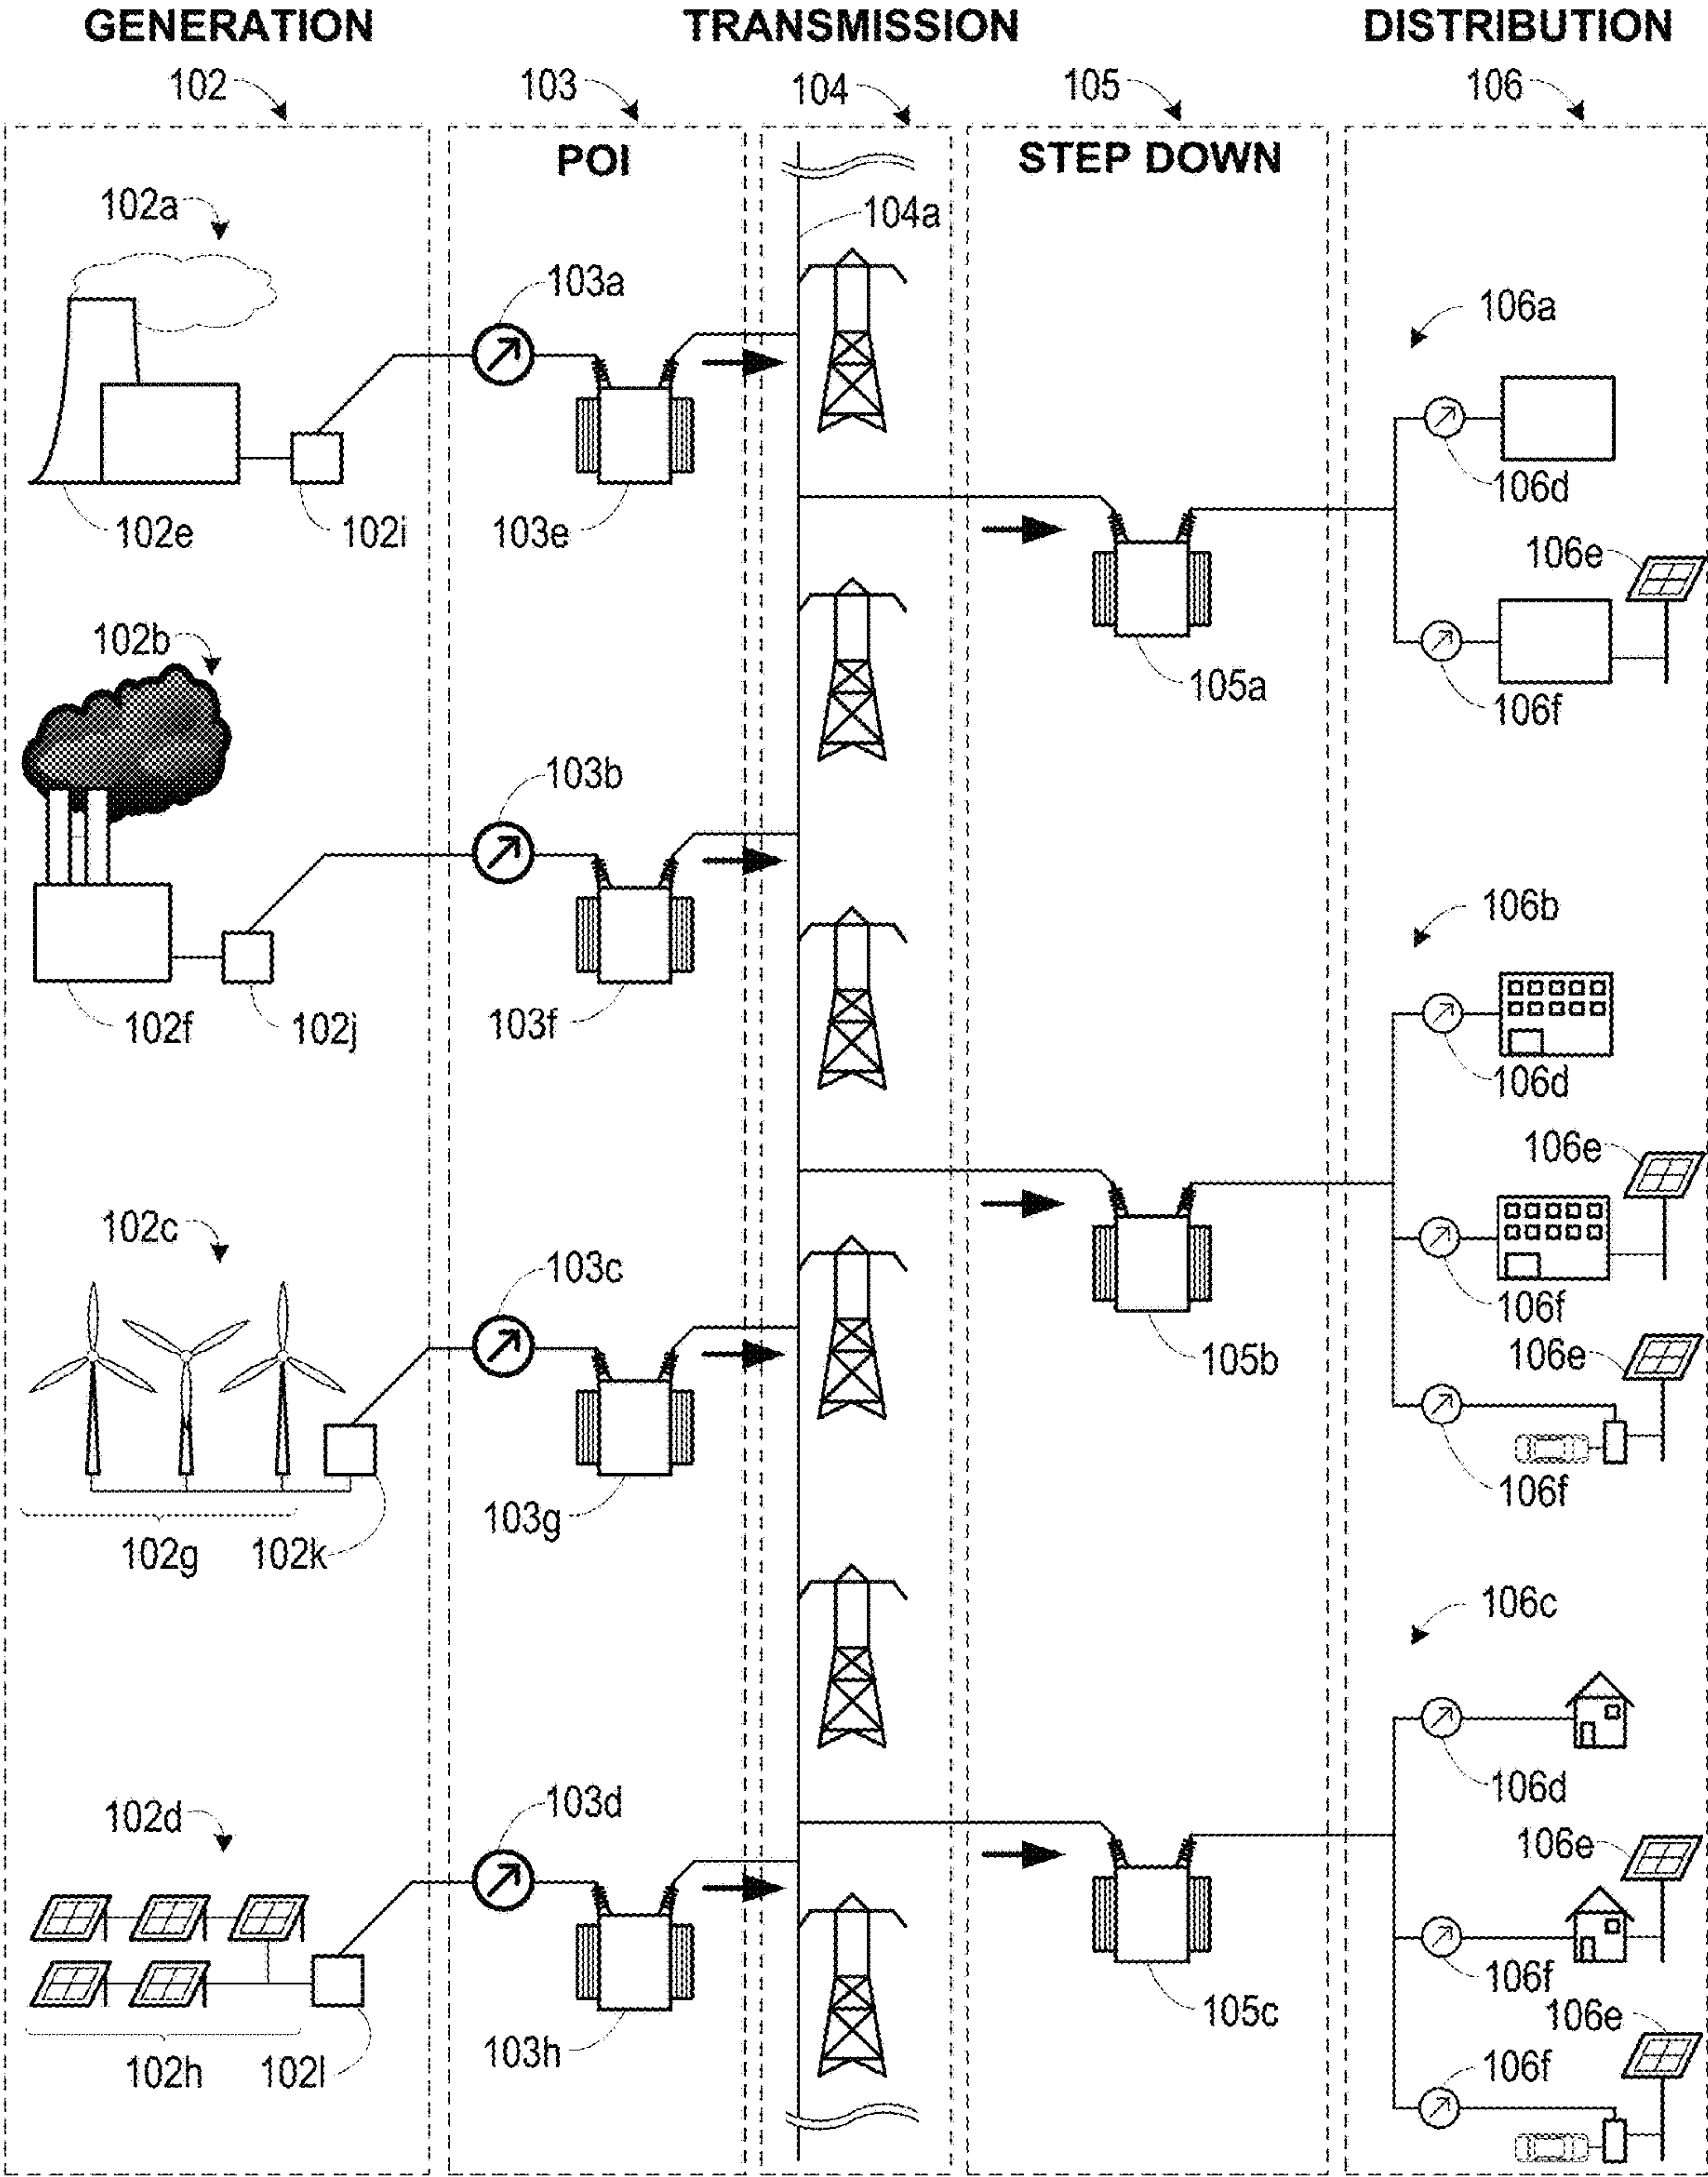 GENERATION
TRANSMISSION
DISTRIBUTION
102
103
104
105
106
POI
STEP DOWN
102a
104a
103a
106a
106d
102e
102i
103e
106e
102b
105a
106f
103b
106b
102f
102j
103f
106d
106e
102c
103c
106f
105b
106e
103g
106f
102g
102k
106c
106d
103d
102d
106e
106f
105c
106e
103h
102h
102l
106f